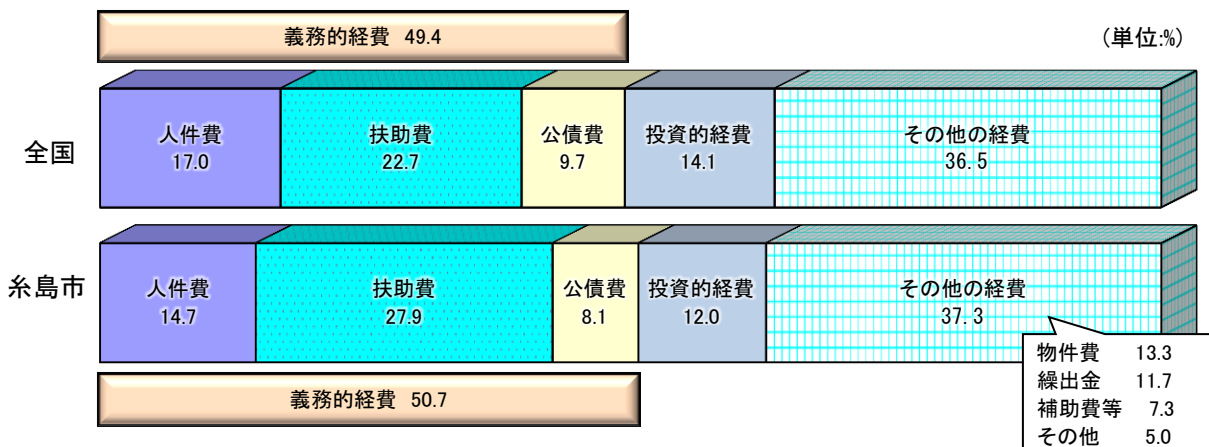 義務的経費 49.4
(単位:%)
全国
人件費
17.0
扶助費
22.7
公債費
9.7
投資的経費
14.1
その他の経費
36.5
糸島市
人件費
14.7
扶助費
27.9
公債費
8.1
投資的経費
12.0
その他の経費
37.3
物件費 13.3
繰出金 11.7
補助費等 7.3
その他 5.0
義務的経費 50.7